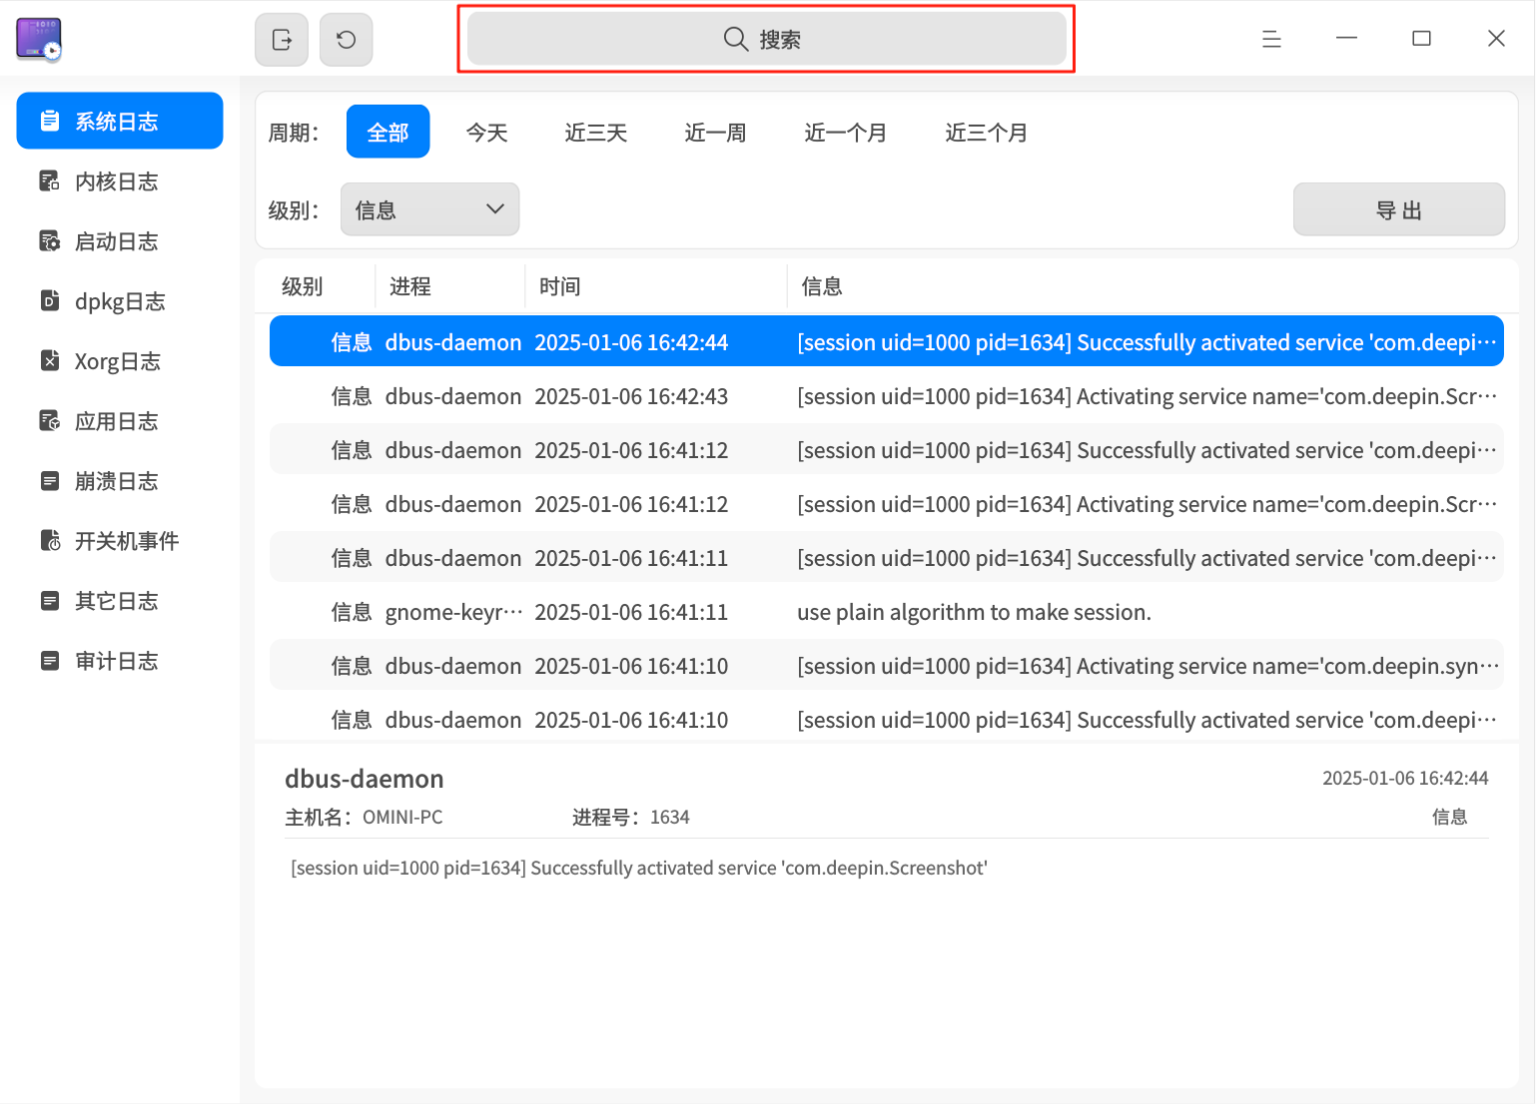 搜索
系统日志
内核日志
启动日志
dpkg日志
Xorg日志
应用日志
崩溃日志
开关机事件
其它日志
审计日志
周期： 全部 今天 近三天 近一周 近一个月 近三个月
级别： 信息 导 出
级别 进程 时间 信息
信息 dbus-daemon 2025-01-06 16:42:44 [session uid=1000 pid=1634] Successfully activated service 'com.deepi···
信息 dbus-daemon 2025-01-06 16:42:43 [session uid=1000 pid=1634] Activating service name='com.deepin.Scr···
信息 dbus-daemon 2025-01-06 16:41:12 [session uid=1000 pid=1634] Successfully activated service 'com.deepi···
信息 dbus-daemon 2025-01-06 16:41:12 [session uid=1000 pid=1634] Activating service name='com.deepin.Scr···
信息 dbus-daemon 2025-01-06 16:41:11 [session uid=1000 pid=1634] Successfully activated service 'com.deepi···
信息 gnome-keyr··· 2025-01-06 16:41:11 use plain algorithm to make session.
信息 dbus-daemon 2025-01-06 16:41:10 [session uid=1000 pid=1634] Activating service name='com.deepin.syn···
信息 dbus-daemon 2025-01-06 16:41:10 [session uid=1000 pid=1634] Successfully activated service 'com.deepi···
dbus-daemon 2025-01-06 16:42:44
主机名： OMINI-PC 进程号： 1634 信息
[session uid=1000 pid=1634] Successfully activated service 'com.deepin.Screenshot'